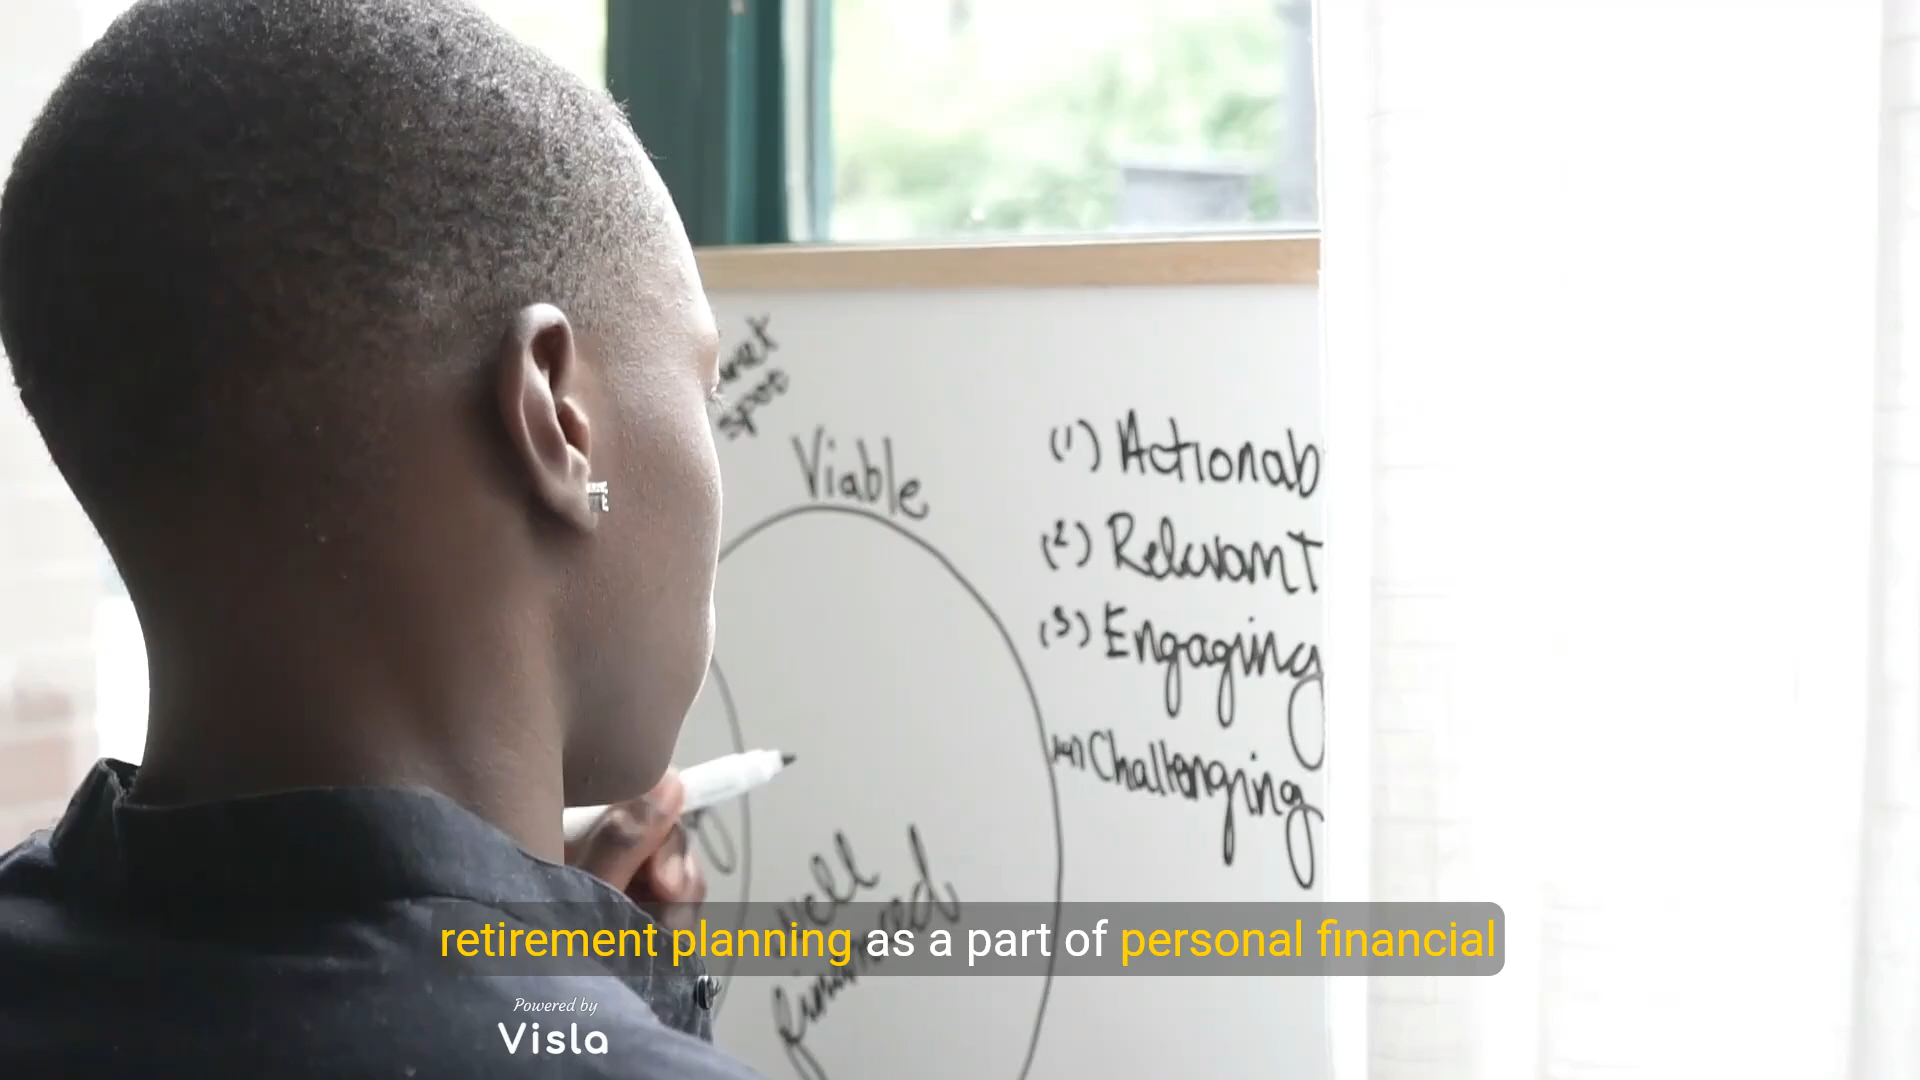 Viable
(1) Actionab
(2) Relevant
(3) Engaging
(4) Challenging
retirement planning as a part of personal financial
Powered by
Visla